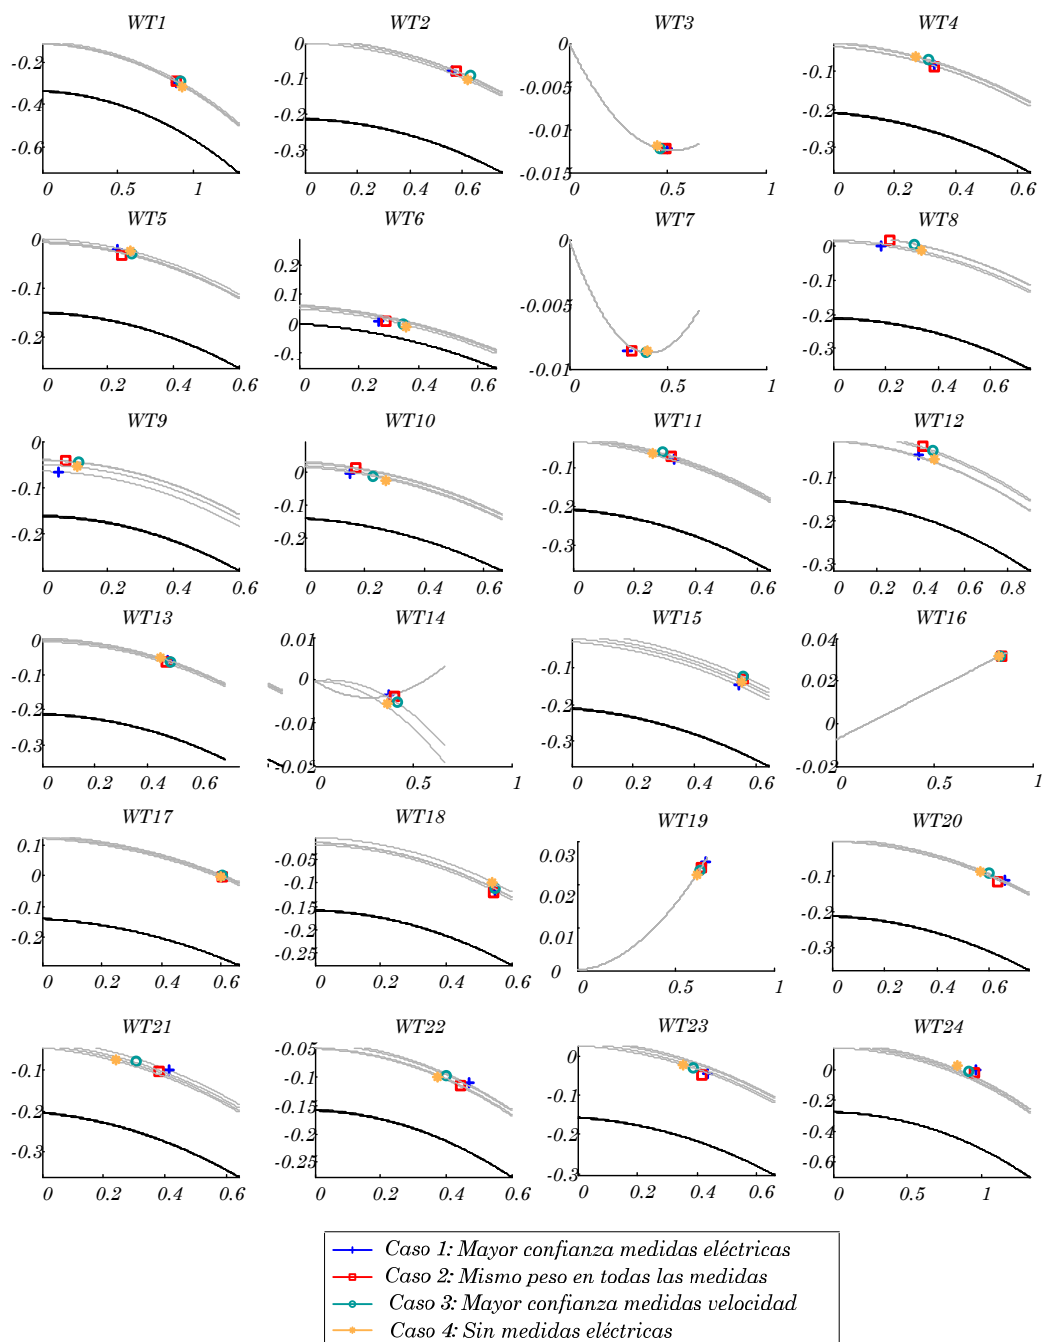 WT1 WT2 WT3 WT4
-0.2 -0.4 -0.6 0 0.5 1
0 -0.1 -0.2 -0.3 0 0.2 0.4 0.6
0 -0.005 -0.01 -0.015 0 0.5 1
0 -0.1 -0.2 -0.3 0 0.2 0.4 0.6
WT5 WT6 WT7 WT8
0 -0.1 -0.2 0 0.2 0.4 0.6
0.2 0.1 0 -0.1 0 0.2 0.4 0.6
0 -0.005 -0.01 0 0.5 1
0.1 0 -0.1 -0.2 -0.3 0 0.2 0.4 0.6
WT9 WT10 WT11 WT12
0 -0.1 -0.2 0 0.2 0.4 0.6
0.1 0 -0.1 -0.2 0 0.2 0.4 0.6
-0.1 -0.2 -0.3 0 0.2 0.4 0.6
0 -0.1 -0.2 -0.3 0 0.2 0.4 0.6 0.8
WT13 WT14 WT15 WT16
0 -0.1 -0.2 -0.3 0 0.2 0.4 0.6
0.01 0 -0.01 -0.02 0 0.5 1
-0.1 -0.2 -0.3 0 0.2 0.4 0.6
0.04 0.02 0 -0.02 0 0.5 1
WT17 WT18 WT19 WT20
0.1 0 -0.1 -0.2 0 0.2 0.4 0.6
-0.05 -0.1 -0.15 -0.2 -0.25 0 0.2 0.4 0.6
0.03 0.02 0.01 0 0 0.5 1
0 -0.1 -0.2 -0.3 0 0.2 0.4 0.6
WT21 WT22 WT23 WT24
-0.1 -0.2 -0.3 0 0.2 0.4 0.6
-0.05 -0.1 -0.15 -0.2 -0.25 0 0.2 0.4 0.6
0 -0.1 -0.2 -0.3 0 0.2 0.4 0.6
0 -0.2 -0.4 -0.6 0 0.5 1
Caso 1: Mayor confianza medidas eléctricas
Caso 2: Mismo peso en todas las medidas
Caso 3: Mayor confianza medidas velocidad
Caso 4: Sin medidas eléctricas